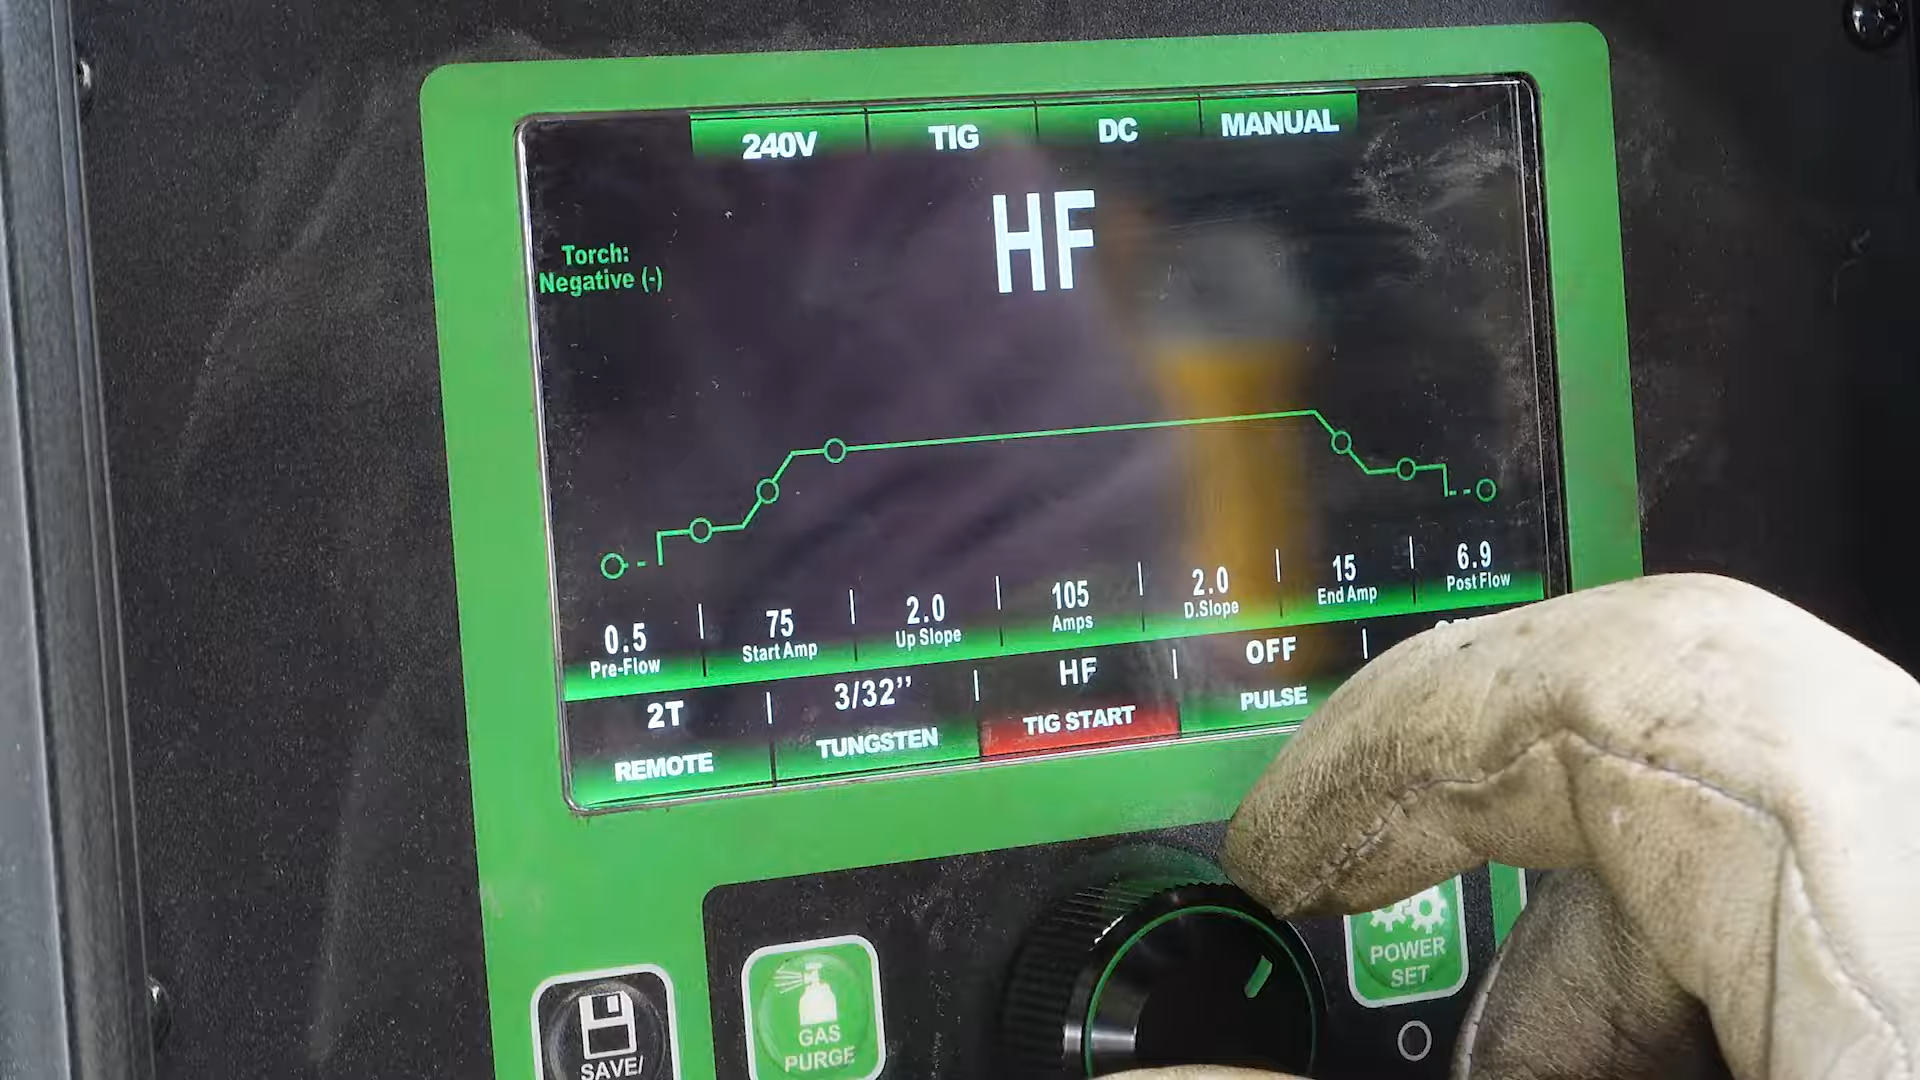 240V TIG DC MANUAL
HF
Torch:
Negative (-)
0.5 75 2.0 105 2.0 15 6.9
Pre-Flow Start Amp Up Slope Amps D.Slope End Amp Post Flow
2T 3/32’’ HF OFF
REMOTE TUNGSTEN TIG START PULSE
SAVE/
GAS
PURGE
POWER
SET